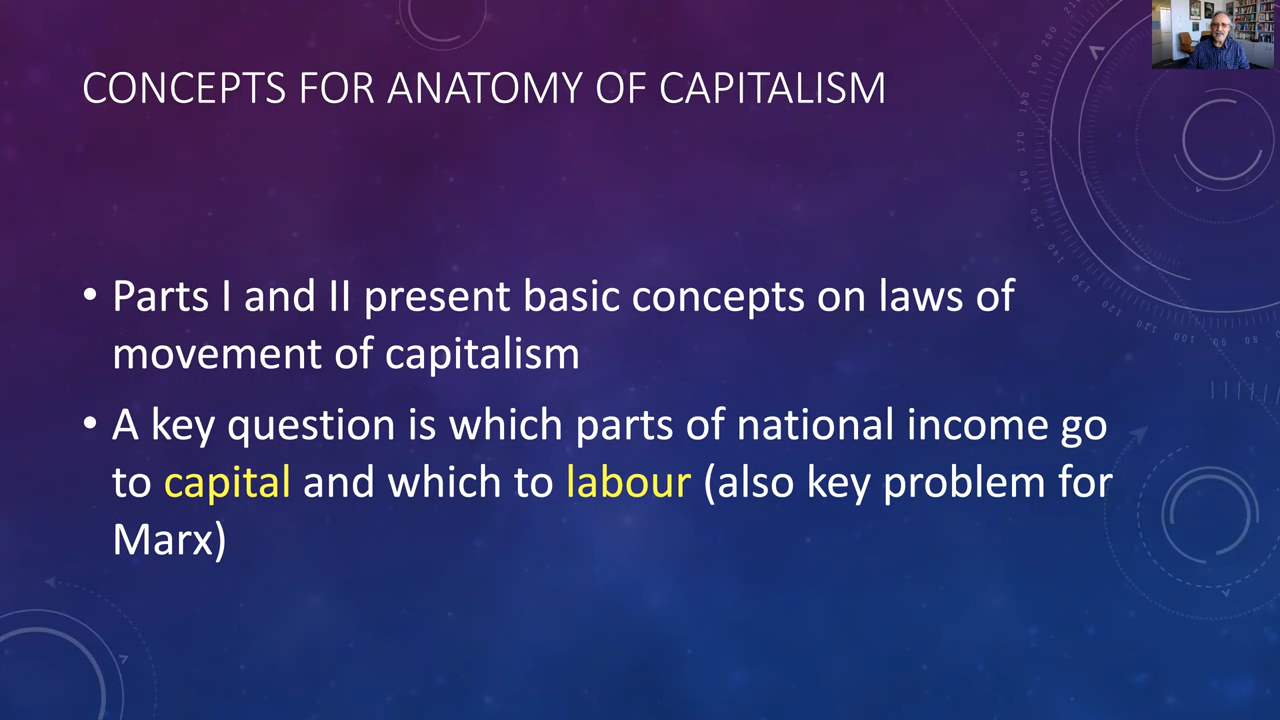 CONCEPTS FOR ANATOMY OF CAPITALISM
• Parts I and II present basic concepts on laws of
movement of capitalism
• A key question is which parts of national income go
to capital and which to labour (also key problem for
Marx)